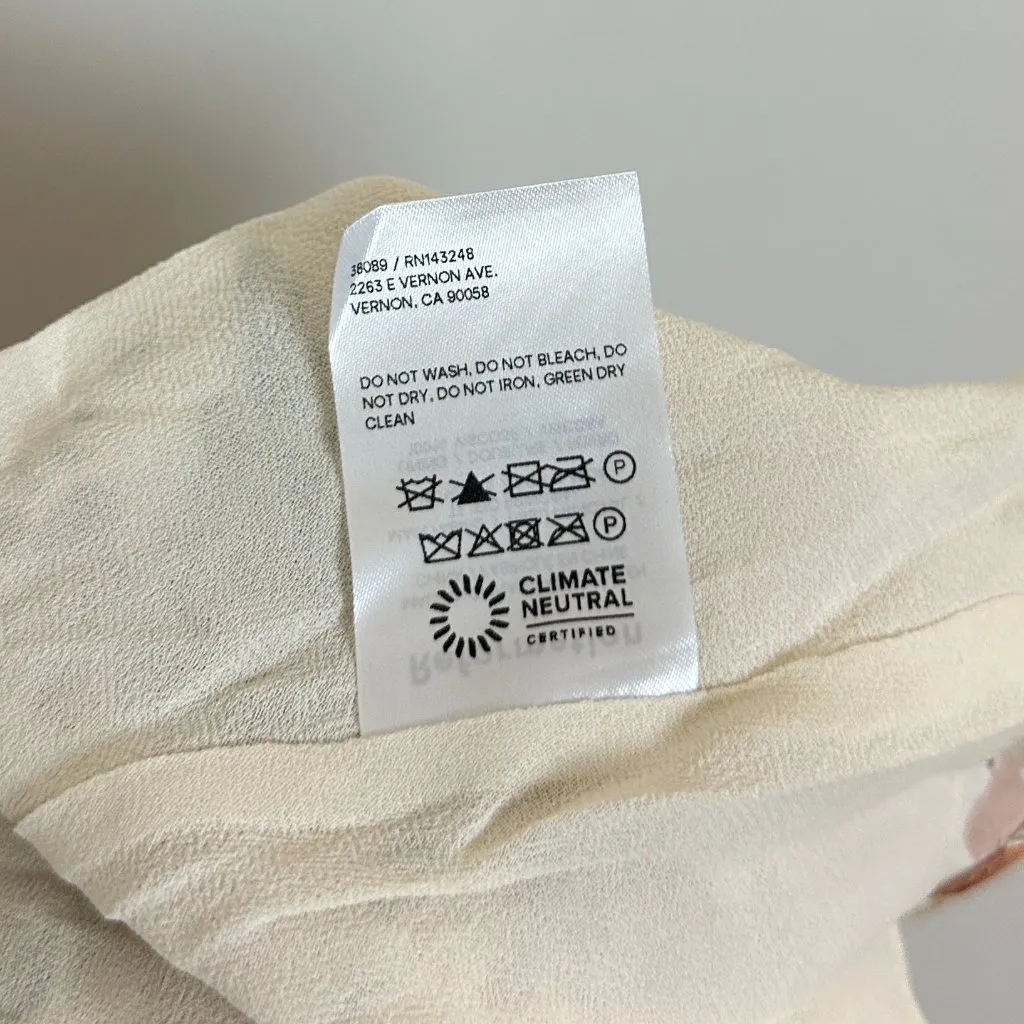 38089 / RN143248
2263 E VERNON AVE.
VERNON, CA 90058
DO NOT WASH, DO NOT BLEACH, DO
NOT DRY, DO NOT IRON, GREEN DRY
CLEAN
P
P
CLIMATE
NEUTRAL
CERTIFIED
Reformation